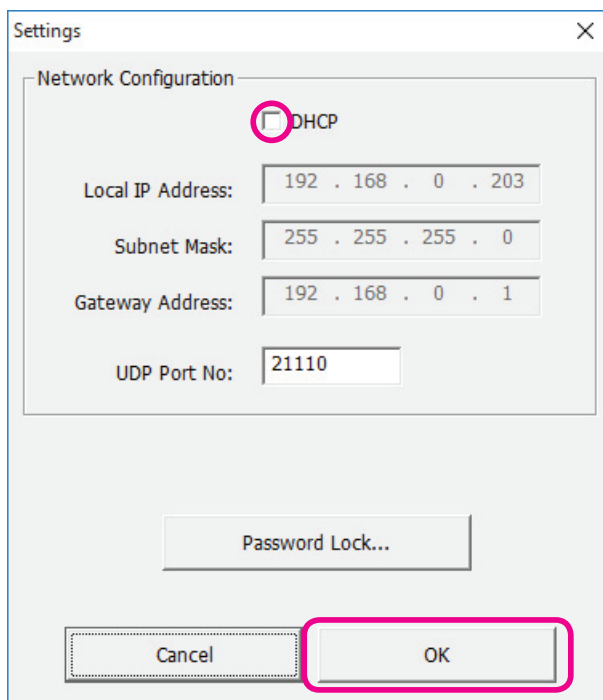 Settings
Network Configuration
DHCP
Local IP Address: 192 . 168 . 0 . 203
Subnet Mask: 255 . 255 . 255 . 0
Gateway Address: 192 . 168 . 0 . 1
UDP Port No: 21110
Password Lock...
Cancel OK